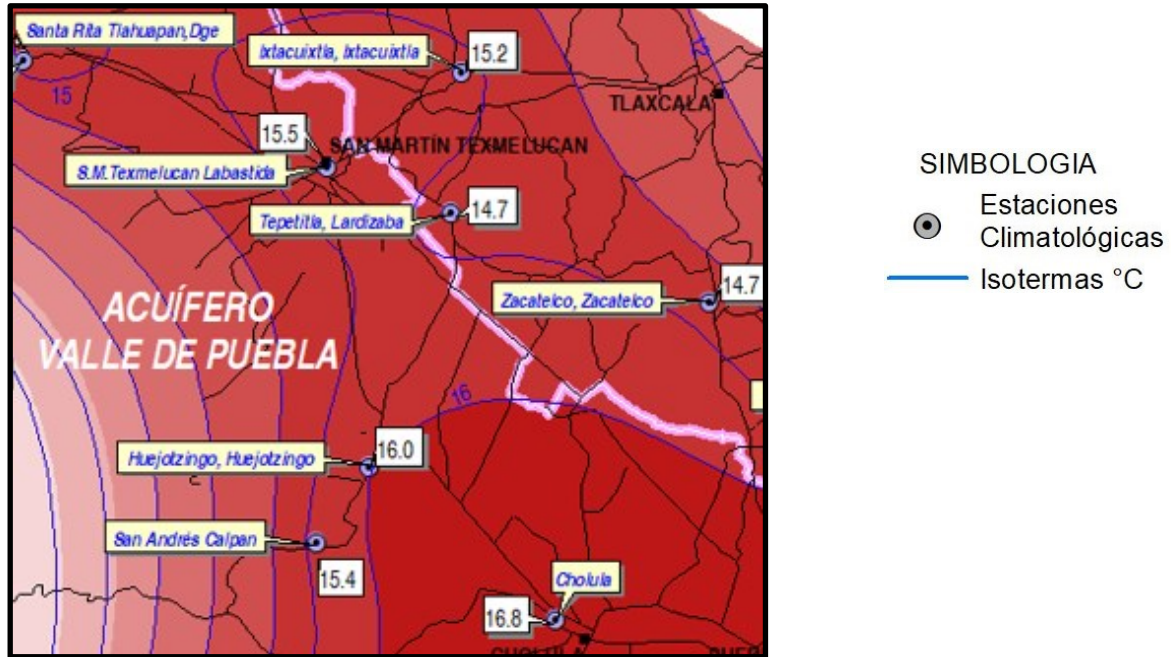 Santa Rita Tlahuapan,Dge
Ixtacuixtla, Ixtacuixtla
15.2
12
15
TLAXCALA
15.5
SAN MARTÍN TEXMELUCAN
S.M.Texmelucan Labastida
Tepetitla, Lardizaba
14.7
Zacatelco, Zacatelco
14.7
ACUÍFERO
VALLE DE PUEBLA
16
Huejotzingo, Huejotzingo
16.0
San Andrés Calpan
15.4
Cholula
16.8
CHOLULA
SIMBOLOGIA
Estaciones
Climatológicas
Isotermas °C